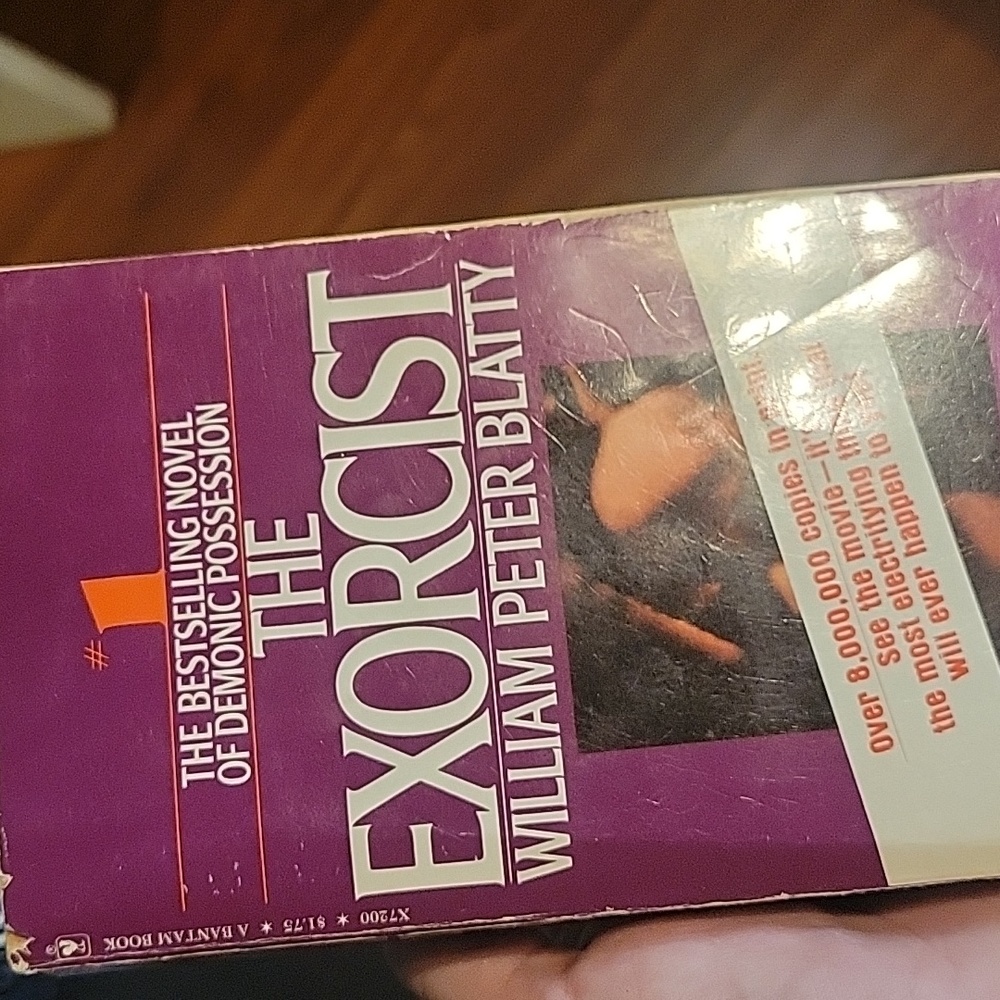 #1
THE BESTSELLING NOVEL
OF DEMONIC POSSESSION
THE
EXORCIST
WILLIAM PETER BLATTY
over 8,000,000 copies in
See the movie—
the most electrifying
will ever happen to
X7200 ★ $1.75 ★ A BANTAM BOOK